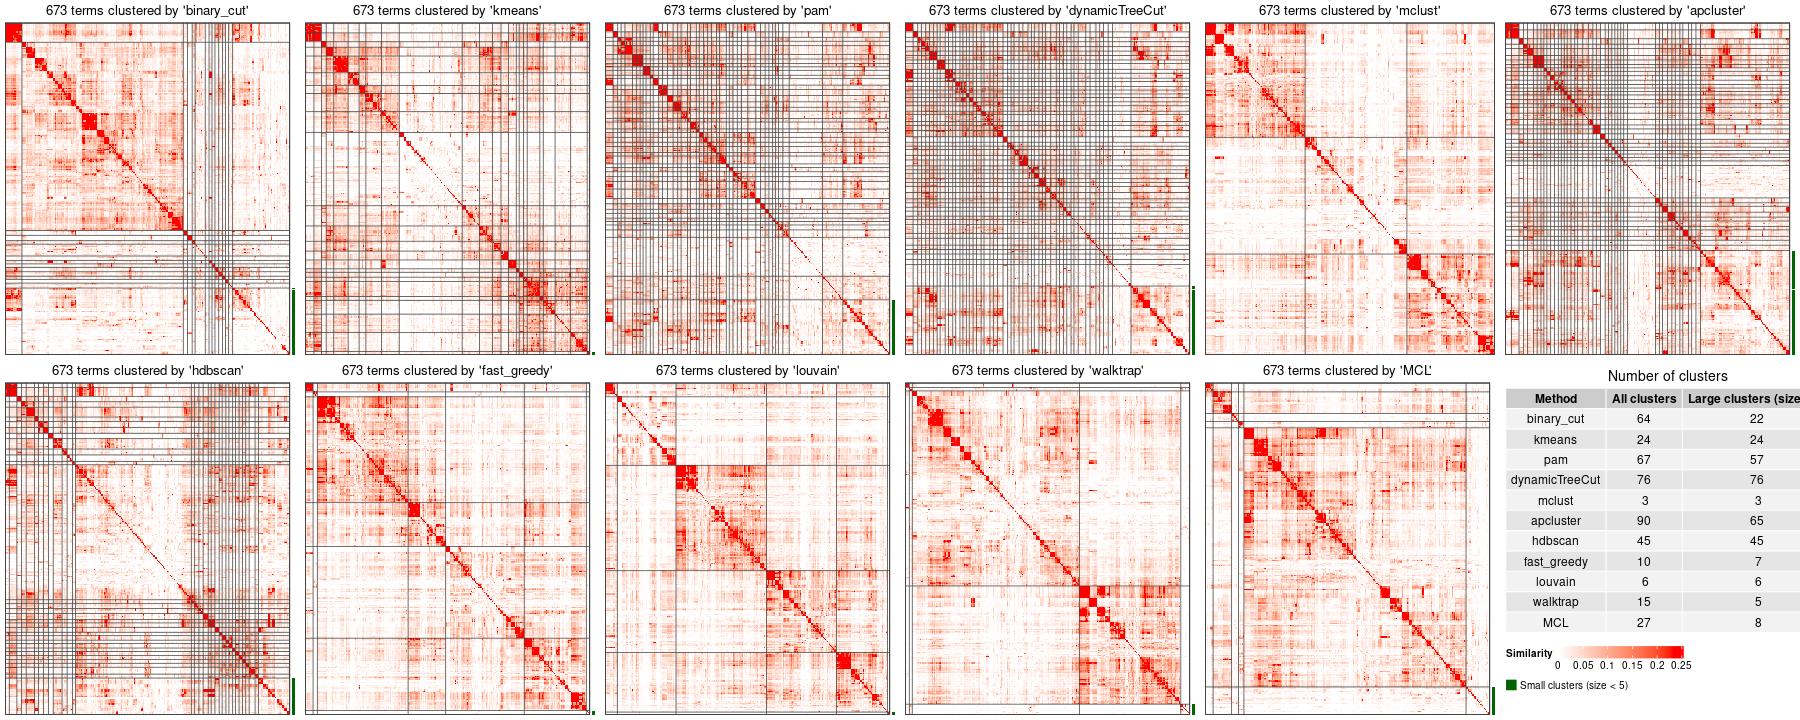 673 terms clustered by 'binary_cut'
673 terms clustered by 'kmeans'
673 terms clustered by 'pam'
673 terms clustered by 'dynamicTreeCut'
673 terms clustered by 'mclust'
673 terms clustered by 'apcluster'
673 terms clustered by 'hdbscan'
673 terms clustered by 'fast_greedy'
673 terms clustered by 'louvain'
673 terms clustered by 'walktrap'
673 terms clustered by 'MCL'
Number of clusters
Method All clusters Large clusters (size
binary_cut 64 22
kmeans 24 24
pam 67 57
dynamicTreeCut 76 76
mclust 3 3
apcluster 90 65
hdbscan 45 45
fast_greedy 10 7
louvain 6 6
walktrap 15 5
MCL 27 8
Similarity
0 0.05 0.1 0.15 0.2 0.25
Small clusters (size < 5)